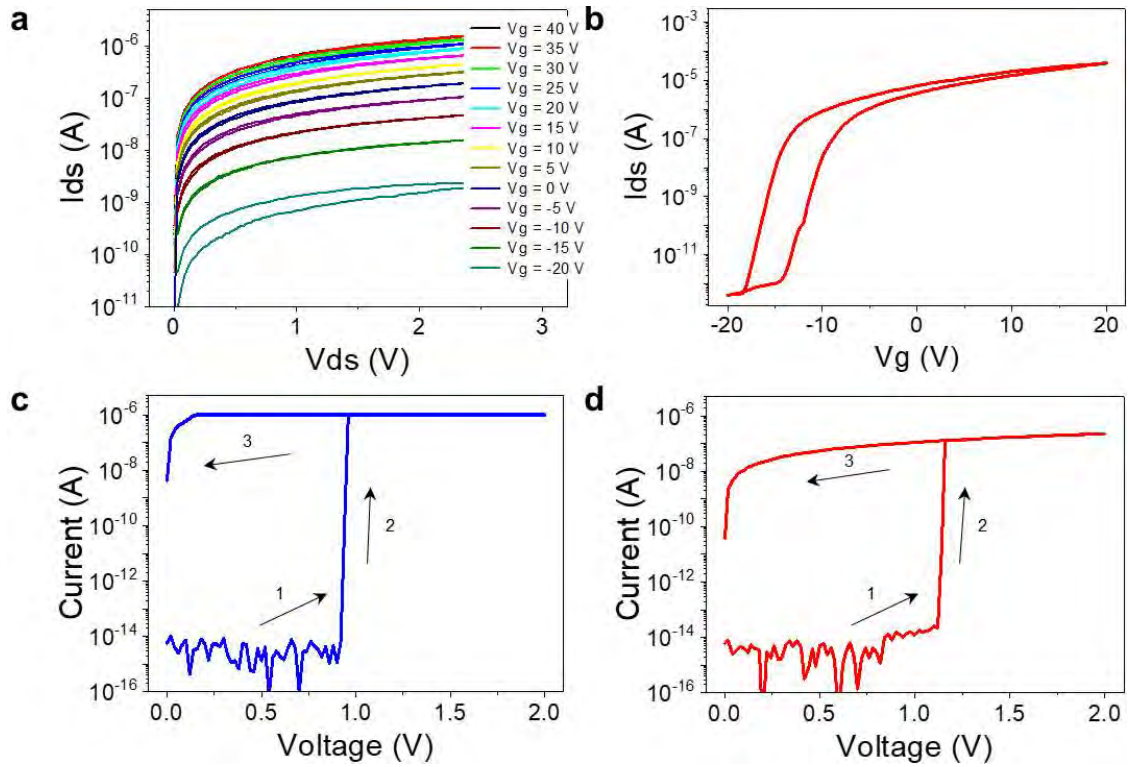 a
Ids (A)
10⁻⁶
10⁻⁷
10⁻⁸
10⁻⁹
10⁻¹⁰
10⁻¹¹
0
1
2
3
Vds (V)
Vg = 40 V
Vg = 35 V
Vg = 30 V
Vg = 25 V
Vg = 20 V
Vg = 15 V
Vg = 10 V
Vg = 5 V
Vg = 0 V
Vg = -5 V
Vg = -10 V
Vg = -15 V
Vg = -20 V
b
Ids (A)
10⁻³
10⁻⁵
10⁻⁷
10⁻⁹
10⁻¹¹
-20
-10
0
10
20
Vg (V)
c
Current (A)
10⁻⁶
10⁻⁸
10⁻¹⁰
10⁻¹²
10⁻¹⁴
10⁻¹⁶
3
2
1
0.0
0.5
1.0
1.5
2.0
Voltage (V)
d
Current (A)
10⁻⁶
10⁻⁸
10⁻¹⁰
10⁻¹²
10⁻¹⁴
10⁻¹⁶
3
2
1
0.0
0.5
1.0
1.5
2.0
Voltage (V)